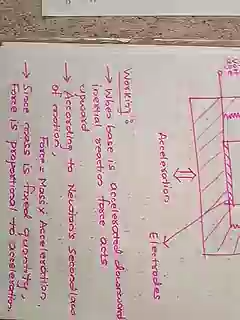 Acceleration
Electrodes
Working:
→ When base is accelerated downward
inertial reaction force acts
upward
→ According to Newtons second law
of motion
Force = Mass × Acceleration
→ Since mass is fixed quantity,
Force is proportional to acceleration.